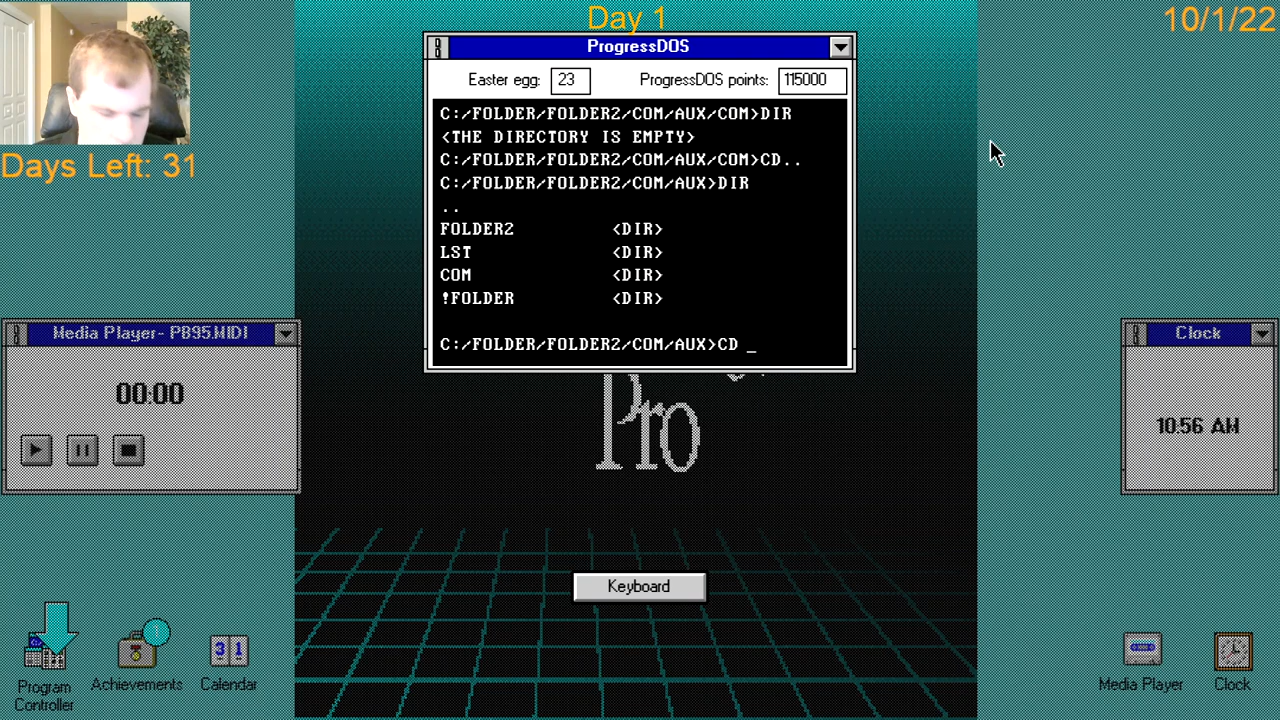 Day 1
10/1/22
Days Left: 31
ProgressDOS
Easter egg: 23 ProgressDOS points: 115000
C:/FOLDER/FOLDER2/COM/AUX/COM>DIR
<THE DIRECTORY IS EMPTY>
C:/FOLDER/FOLDER2/COM/AUX/COM>CD..
C:/FOLDER/FOLDER2/COM/AUX>DIR
..
FOLDER2 <DIR>
LST <DIR>
COM <DIR>
!FOLDER <DIR>
C:/FOLDER/FOLDER2/COM/AUX>CD _
Media Player- PB95.MIDI
00:00
Clock
10:56 AM
Pro
Keyboard
Program
Controller
1
Achievements
31
Calendar
Media Player
Clock